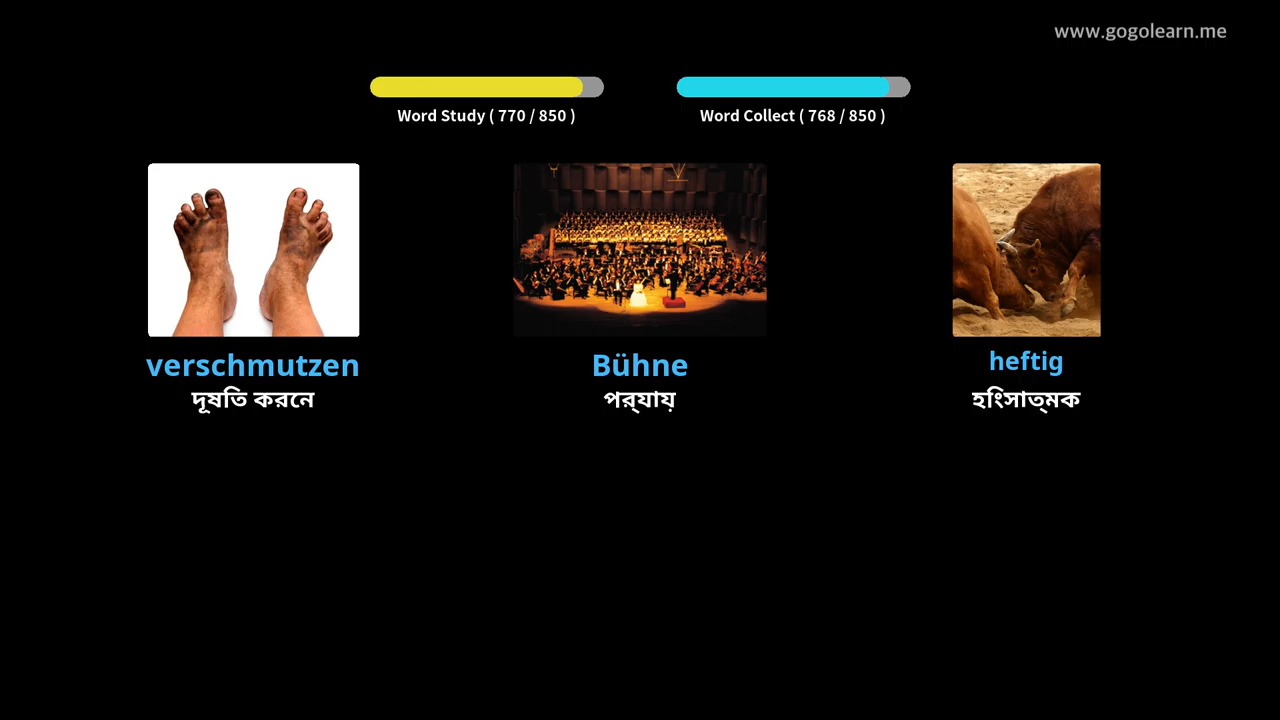 www.gogolearn.me
Word Study ( 770 / 850 )
Word Collect ( 768 / 850 )
verschmutzen
Bühne
heftig
দূষতি করনে
পর্যায়
হিংসাত্মক